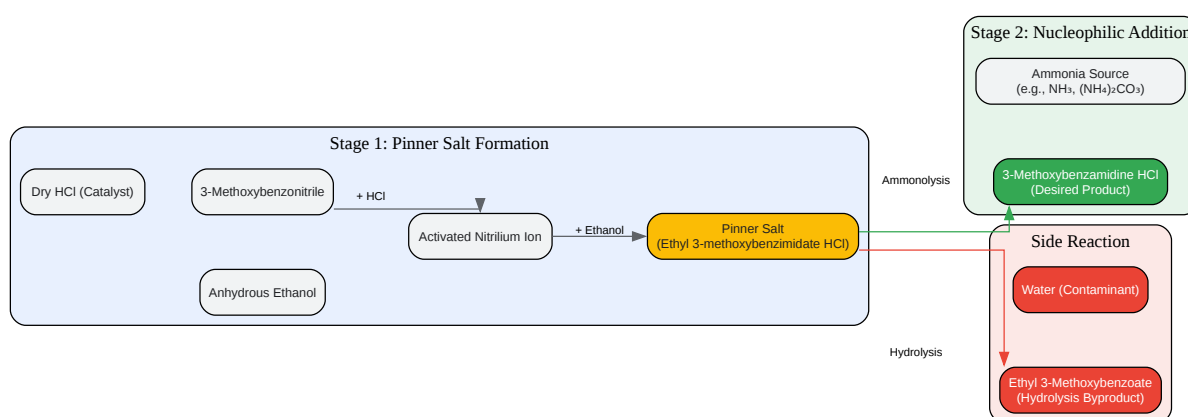 Stage 1: Pinner Salt Formation
Dry HCl (Catalyst)
3-Methoxybenzonitrile
+ HCl
Activated Nitrilium Ion
+ Ethanol
Pinner Salt
(Ethyl 3-methoxybenzimidate HCl)
Anhydrous Ethanol
Ammonolysis
Hydrolysis
Stage 2: Nucleophilic Addition
Ammonia Source
(e.g., NH₃, (NH₄)₂CO₃)
3-Methoxybenzamidine HCl
(Desired Product)
Side Reaction
Water (Contaminant)
Ethyl 3-Methoxybenzoate
(Hydrolysis Byproduct)